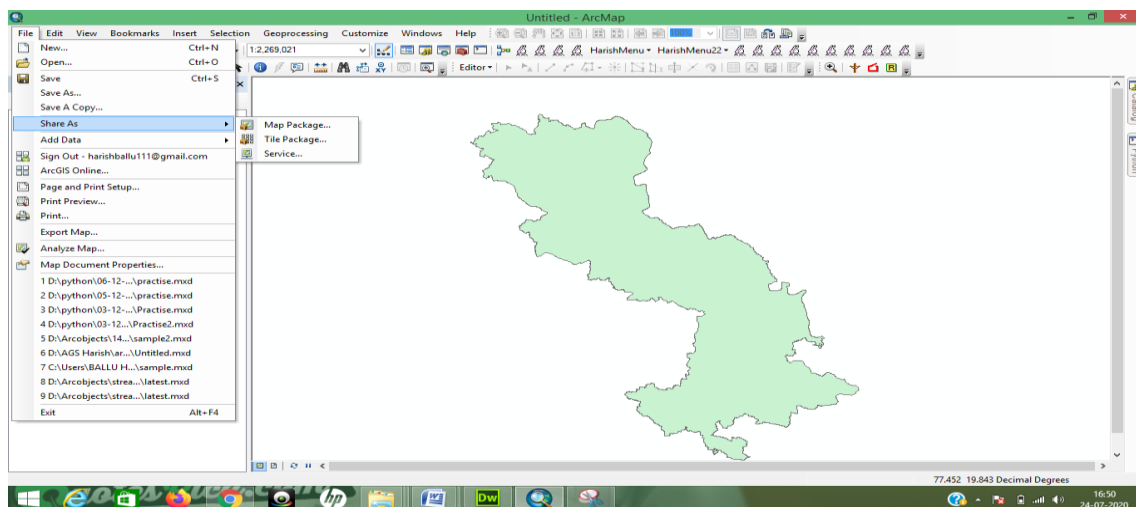 Untitled - ArcMap
File Edit View Bookmarks Insert Selection Geoprocessing Customize Windows Help 100%
1:2,269,021 HarishMenu HarishMenu22
Editor
New... Ctrl+N
Open... Ctrl+O
Save Ctrl+S
Save As...
Save A Copy...
Share As
Map Package...
Tile Package...
Service...
Add Data
Sign Out - harishballu111@gmail.com
ArcGIS Online...
Page and Print Setup...
Print Preview...
Print...
Export Map...
Analyze Map...
Map Document Properties...
1 D:\python\06-12-...\practise.mxd
2 D:\python\05-12-...\practise.mxd
3 D:\python\03-12-...\Practise.mxd
4 D:\python\03-12...\Practise2.mxd
5 D:\Arcobjects\14...\sample2.mxd
6 D:\AGS Harish\ar...\Untitled.mxd
7 C:\Users\BALLU H...\sample.mxd
8 D:\Arcobjects\strea...\latest.mxd
9 D:\Arcobjects\strea...\latest.mxd
Exit Alt+F4
Catalog
77.452 19.843 Decimal Degrees
hp
Dw
16:50
24-07-2020